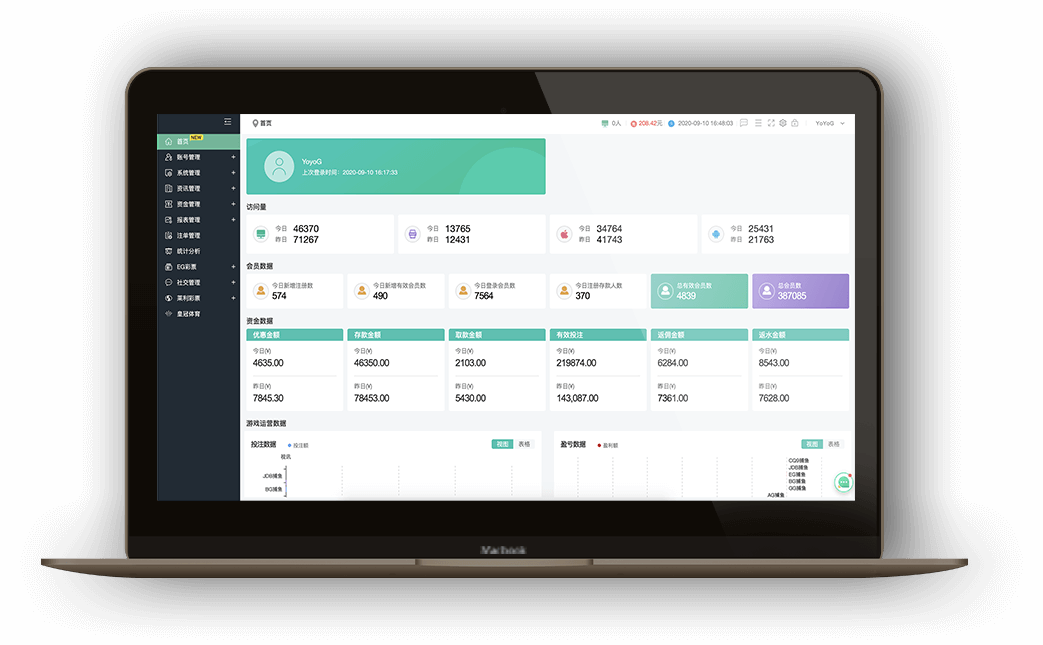 首页 NEW
账号管理 +
系统管理 +
资讯管理 +
资金管理 +
报表管理 +
注单管理
统计分析
EG彩票 +
社交管理 +
莱利彩票 +
皇冠体育
首页 0人 208.42元 2020-09-10 16:48:03 YoYoG
YoyoG
上次登录时间: 2020-09-10 16:17:33
访问量
今日 46370 今日 13765 今日 34764 今日 25431
昨日 71267 昨日 12431 昨日 41743 昨日 21763
会员数据
今日新增注册数 今日新增有效会员数 今日登录会员数 今日注册存款人数 总有效会员数 总会员数
574 490 7564 370 4839 387085
资金数据
优惠金额 存款金额 取款金额 有效投注 返佣金额 返水金额
今日(¥) 今日(¥) 今日(¥) 今日(¥) 今日(¥) 今日(¥)
4635.00 46350.00 2103.00 219874.00 6284.00 8543.00
昨日(¥) 昨日(¥) 昨日(¥) 昨日(¥) 昨日(¥) 昨日(¥)
7845.30 78453.00 5430.00 143,087.00 7361.00 7628.00
游戏运营数据
投注数据 投注额 视图 表格
视讯
JDB捕鱼
BG捕鱼
盈亏数据 盈利额 视图 表格
CQ9捕鱼
JDB捕鱼
EG捕鱼
BG捕鱼
GG捕鱼
AG捕鱼
Macbook